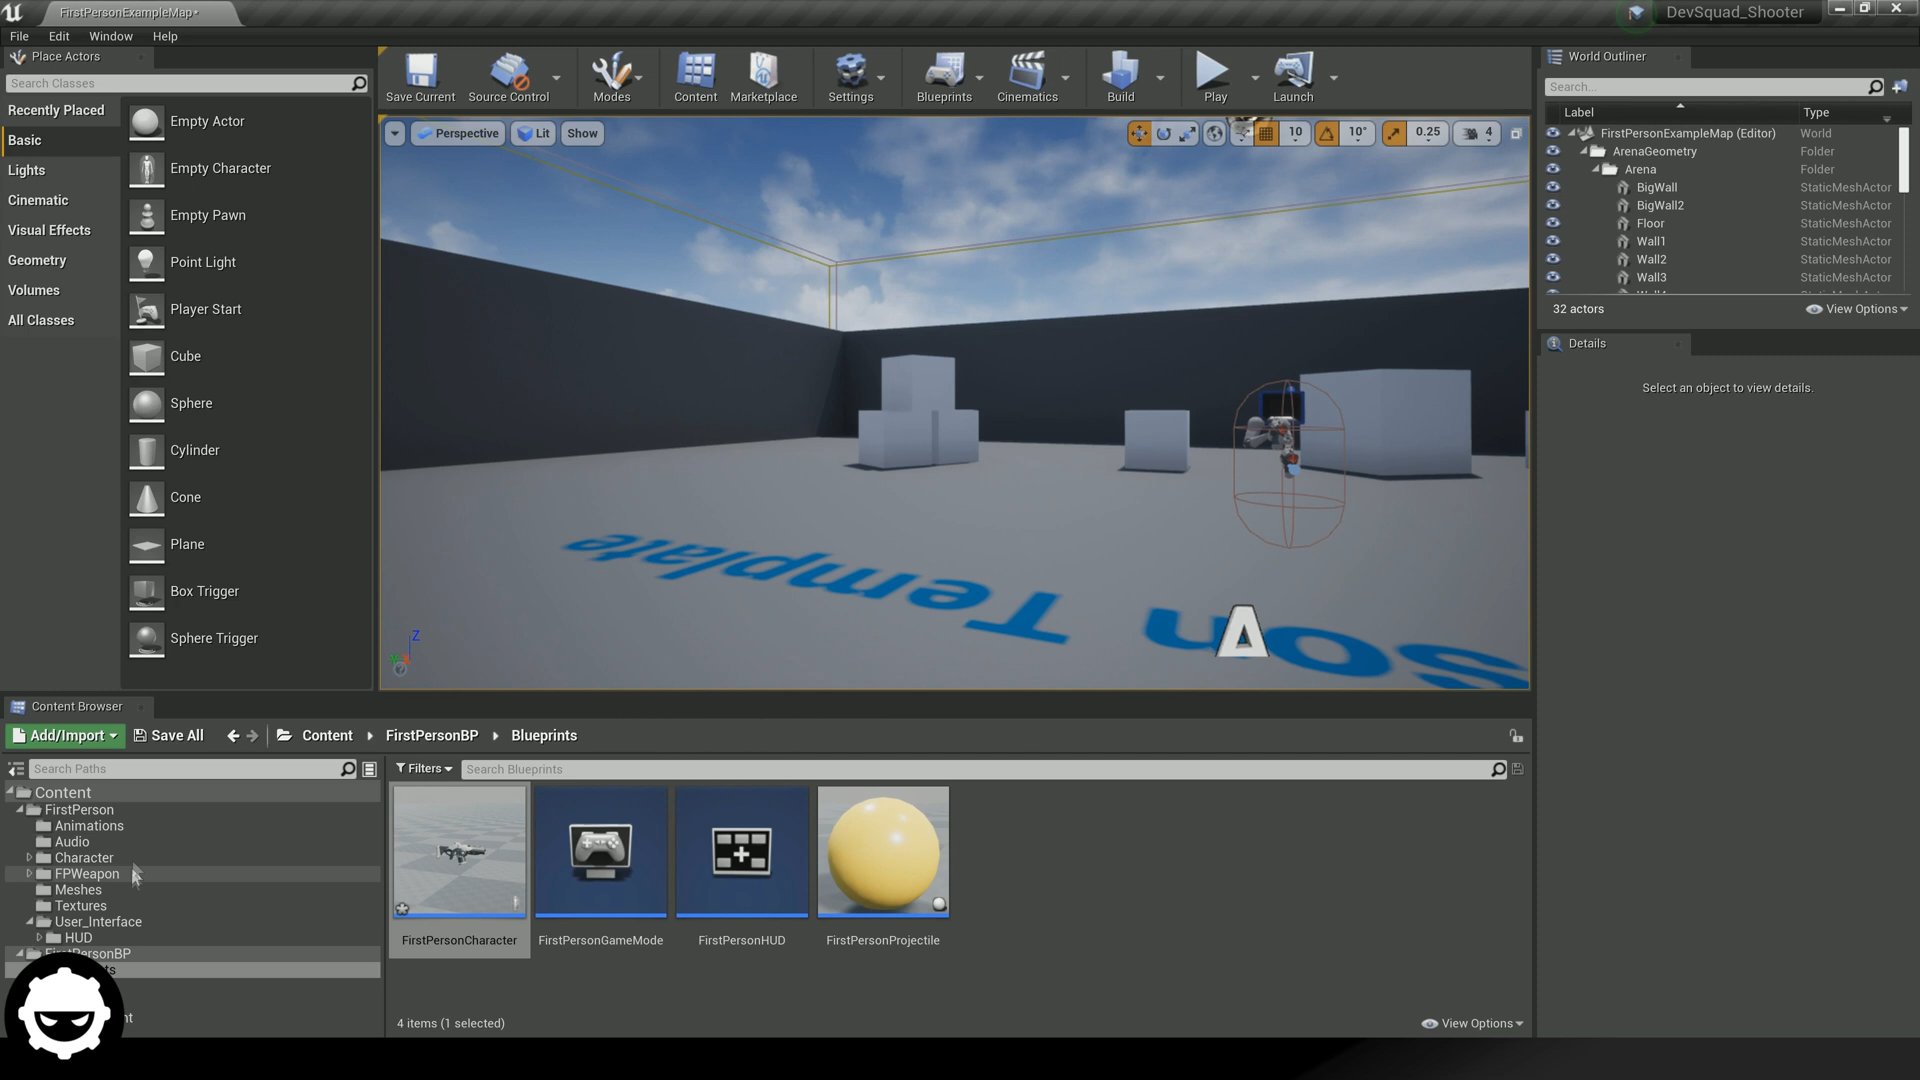 FirstPersonExampleMap*
DevSquad_Shooter
File Edit Window Help
Place Actors
Search Classes
Recently Placed
Basic
Lights
Cinematic
Visual Effects
Geometry
Volumes
All Classes
Empty Actor
Empty Character
Empty Pawn
Point Light
Player Start
Cube
Sphere
Cylinder
Cone
Plane
Box Trigger
Sphere Trigger
Save Current
Source Control
Modes
Content
Marketplace
Settings
Blueprints
Cinematics
Build
Play
Launch
Perspective
Lit
Show
10
10°
0.25
4
son Template
A
Z
World Outliner
Search...
Label Type
FirstPersonExampleMap (Editor) World
ArenaGeometry Folder
Arena Folder
BigWall StaticMeshActor
BigWall2 StaticMeshActor
Floor StaticMeshActor
Wall1 StaticMeshActor
Wall2 StaticMeshActor
Wall3 StaticMeshActor
32 actors
View Options
Details
Select an object to view details.
Content Browser
Add/Import
Save All
Content FirstPersonBP Blueprints
Search Paths
Filters
Search Blueprints
Content
FirstPerson
Animations
Audio
Character
FPWeapon
Meshes
Textures
User_Interface
HUD
FirstPersonBP
FirstPersonCharacter
FirstPersonGameMode
FirstPersonHUD
FirstPersonProjectile
4 items (1 selected)
View Options